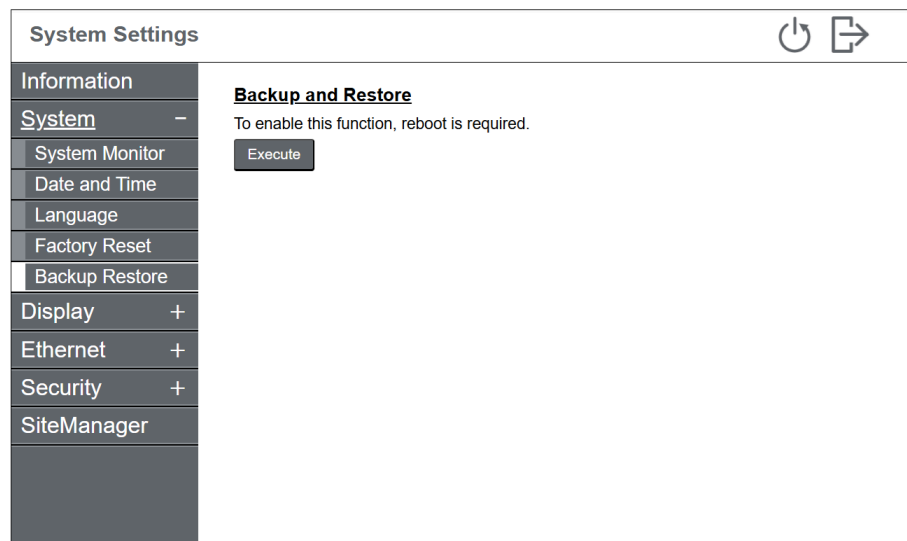 System Settings
Information
System −
System Monitor
Date and Time
Language
Factory Reset
Backup Restore
Display +
Ethernet +
Security +
SiteManager
Backup and Restore
To enable this function, reboot is required.
Execute